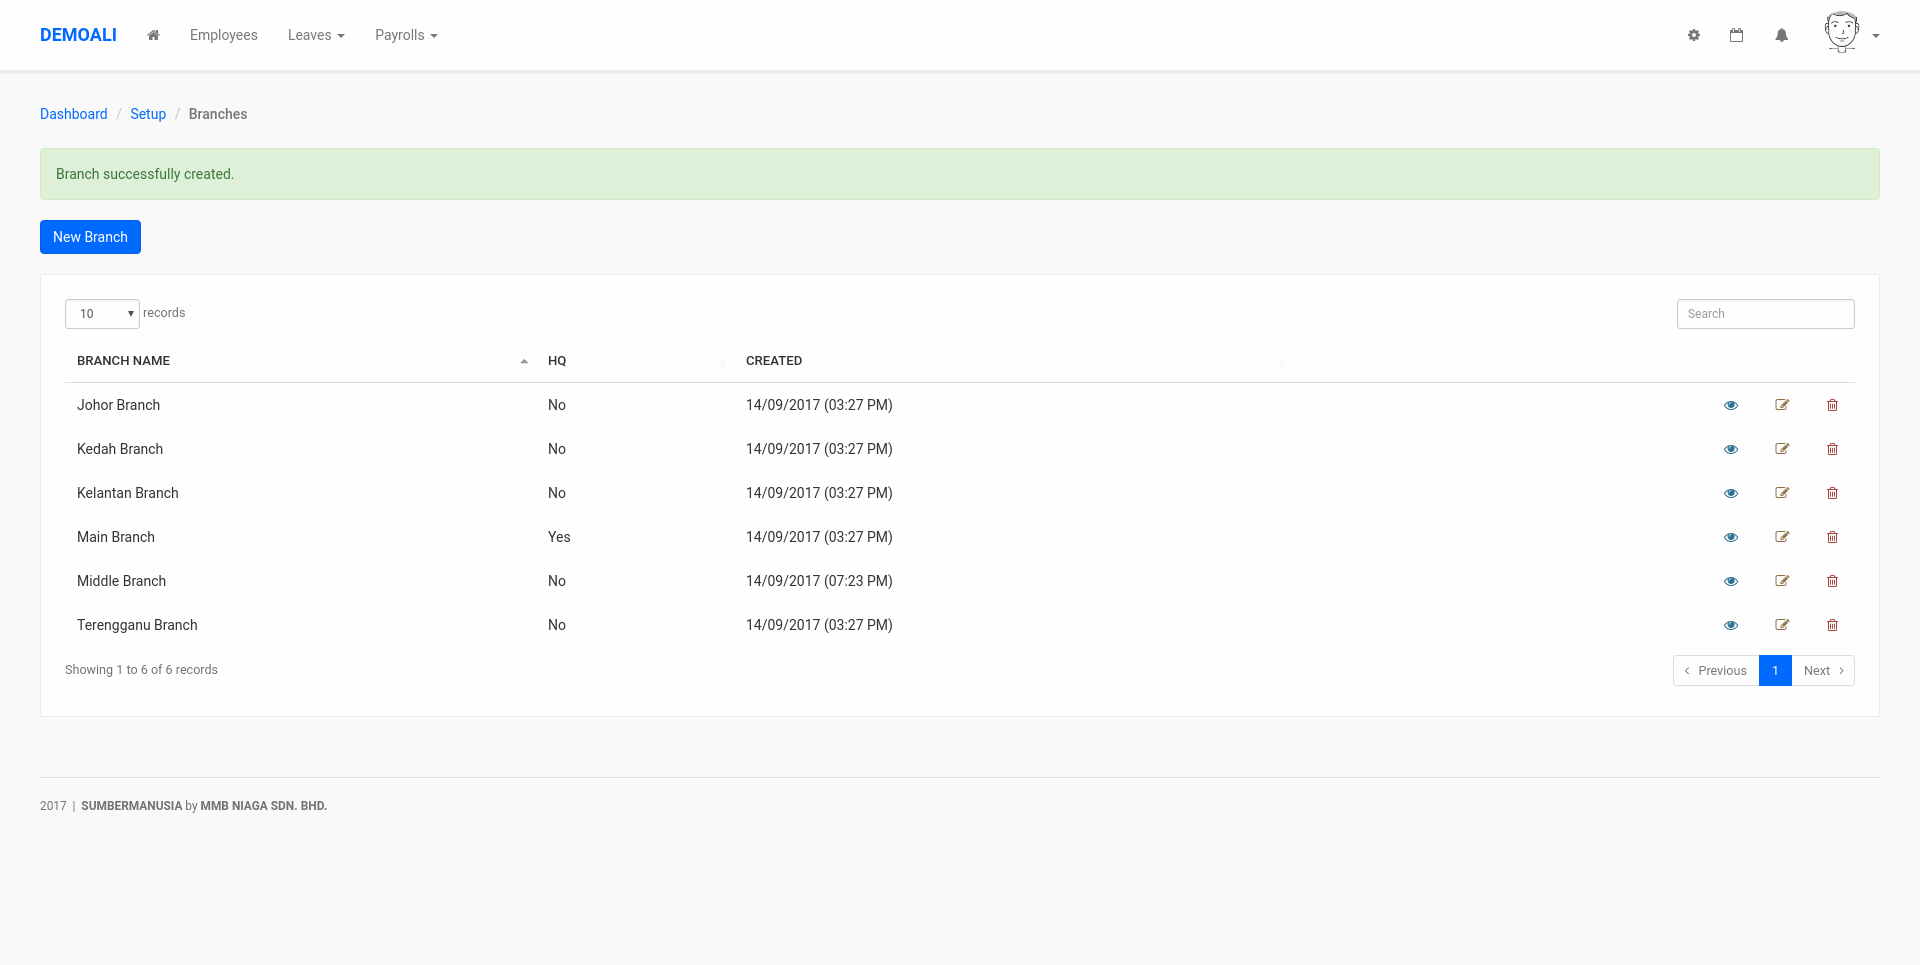 DEMOALI Employees Leaves Payrolls
Dashboard / Setup / Branches
Branch successfully created.
New Branch
10 records Search
BRANCH NAME HQ CREATED
Johor Branch No 14/09/2017 (03:27 PM)
Kedah Branch No 14/09/2017 (03:27 PM)
Kelantan Branch No 14/09/2017 (03:27 PM)
Main Branch Yes 14/09/2017 (03:27 PM)
Middle Branch No 14/09/2017 (07:23 PM)
Terengganu Branch No 14/09/2017 (03:27 PM)
Showing 1 to 6 of 6 records Previous 1 Next
2017 | SUMBERMANUSIA by MMB NIAGA SDN. BHD.